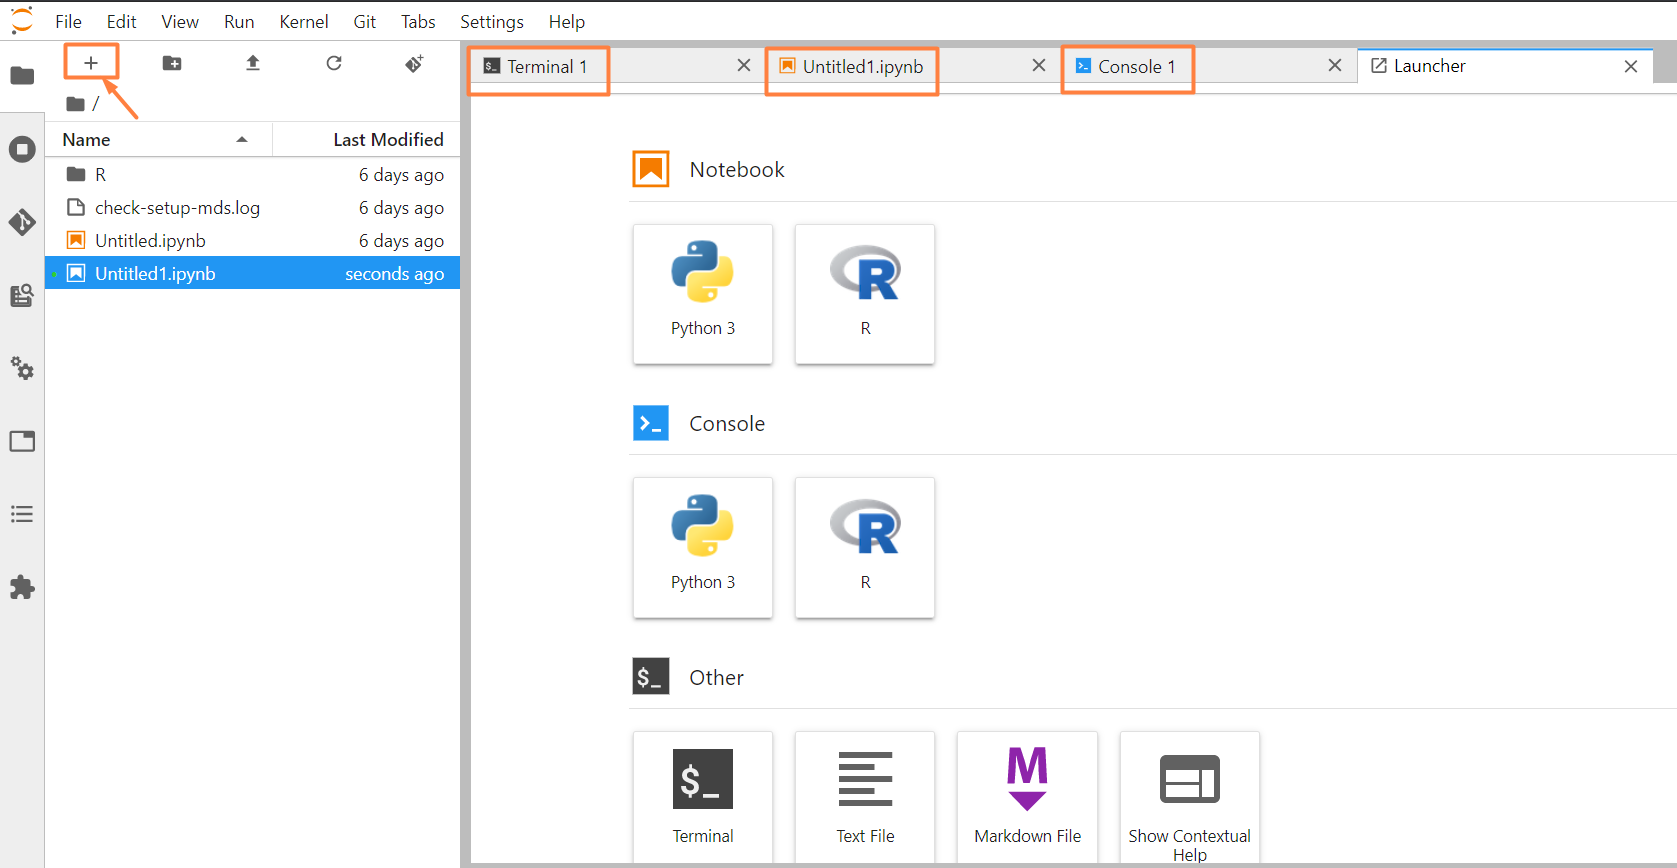 File Edit View Run Kernel Git Tabs Settings Help
Terminal 1 Untitled1.ipynb Console 1 Launcher
/
Name Last Modified
R 6 days ago
check-setup-mds.log 6 days ago
Untitled.ipynb 6 days ago
Untitled1.ipynb seconds ago
Notebook
Python 3 R
Console
Python 3 R
$_ Other
$_ M
Terminal Text File Markdown File Show Contextual
Help